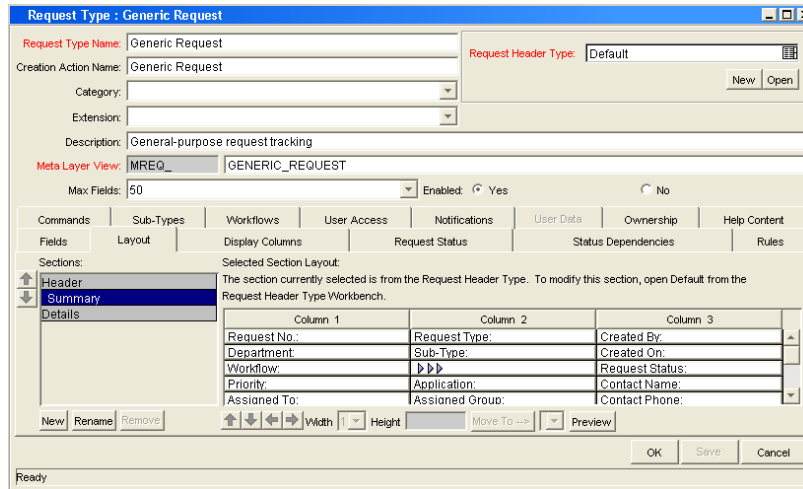 Request Type : Generic Request
Request Type Name: Generic Request
Request Header Type: Default
Creation Action Name: Generic Request
New Open
Category:
Extension:
Description: General-purpose request tracking
Meta Layer View: MREQ_ GENERIC_REQUEST
Max Fields: 50 Enabled: Yes No
Commands Sub-Types Workflows User Access Notifications User Data Ownership Help Content
Fields Layout Display Columns Request Status Status Dependencies Rules
Sections: Selected Section Layout:
Header
Summary
Details
The section currently selected is from the Request Header Type. To modify this section, open Default from the
Request Header Type Workbench.
Column 1 Column 2 Column 3
Request No.: Request Type: Created By:
Department: Sub-Type: Created On:
Workflow: Request Status:
Priority: Application: Contact Name:
Assigned To: Assigned Group: Contact Phone:
New Rename Remove Width 1 Height Move To --> Preview
OK Save Cancel
Ready